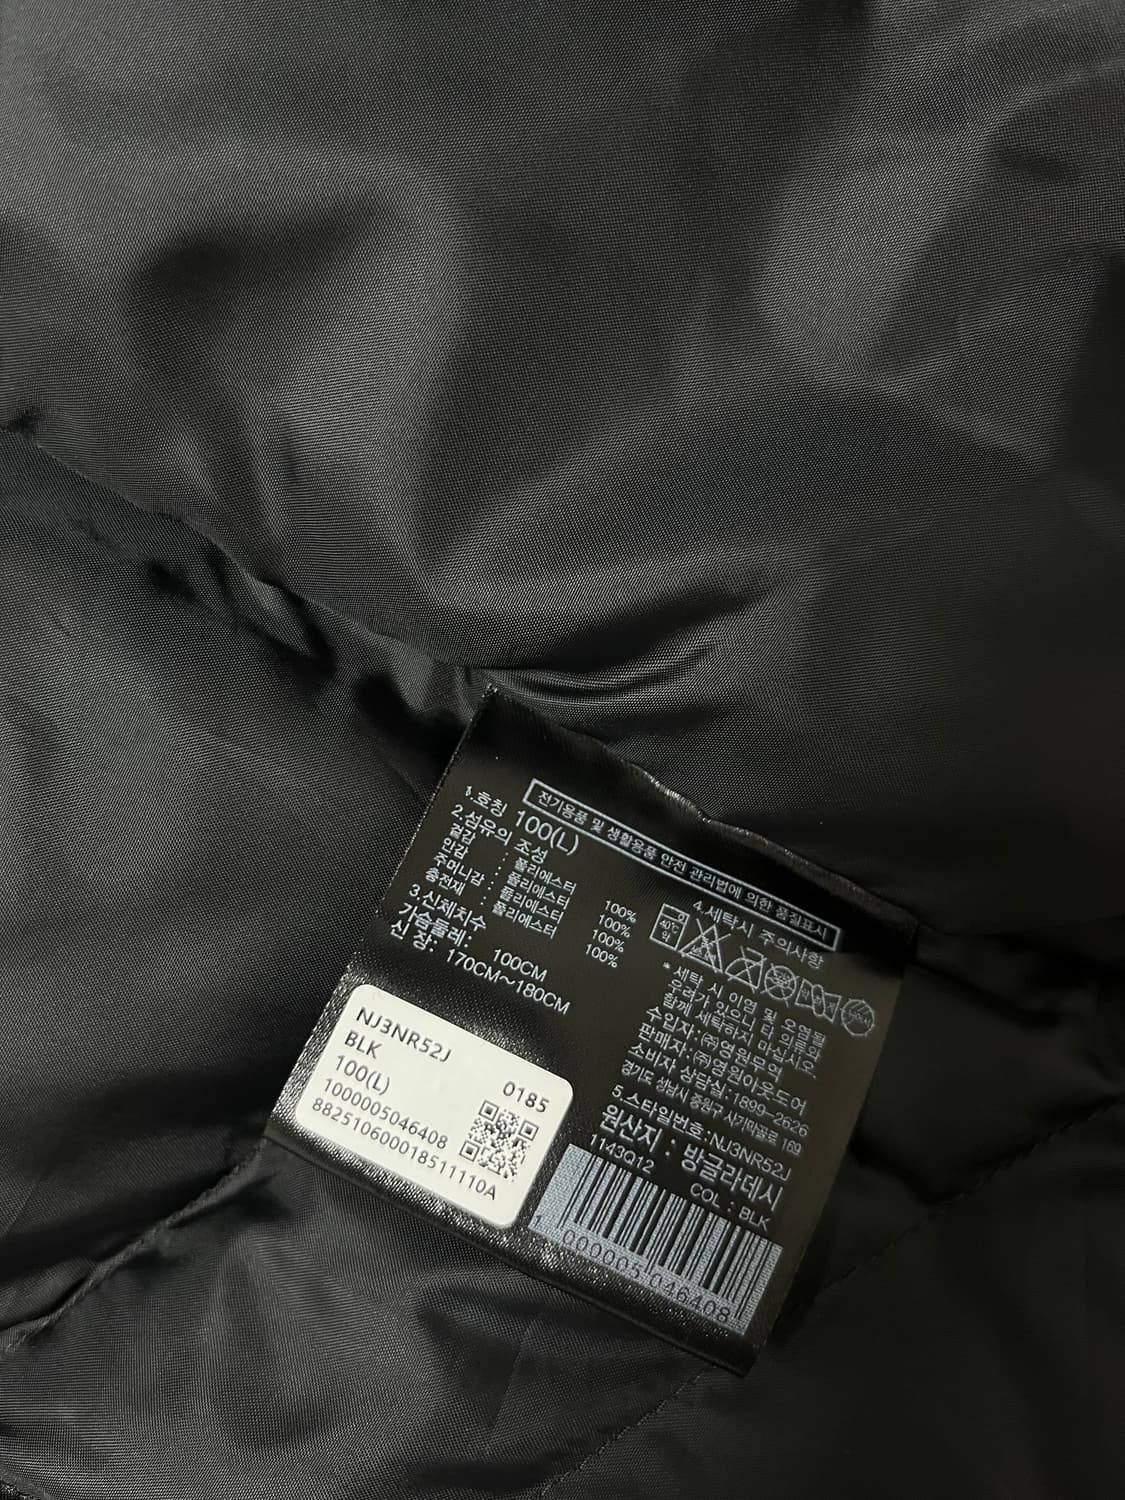 전기용품 및 생활용품 안전 관리법에 의한 품질표시
1.호칭 100(L)
2.섬유의 조성
겉감 : 폴리에스터 100%
안감 : 폴리에스터 100%
주머니감 : 폴리에스터 100%
충전재 : 폴리에스터 100%
3.신체치수
가슴둘레: 100CM
신 장: 170CM~180CM
4.세탁시 주의사항
40℃
* 세탁 시 이염 및 오염될
우려가 있으니 다른 의류와
함께 세탁하지 마십시오
수입자:㈜영원무역
판매자:㈜영원아웃도어
소비자 상담실:1899-2626
경기도 성남시 중원구 사기막골로 169
5.스타일번호:NJ3NR52J
원산지 : 방글라데시
1143Q12 COL : BLK
1 000005 046408
NJ3NR52J
BLK
100(L) 0185
1000005046408
882510600018511110A